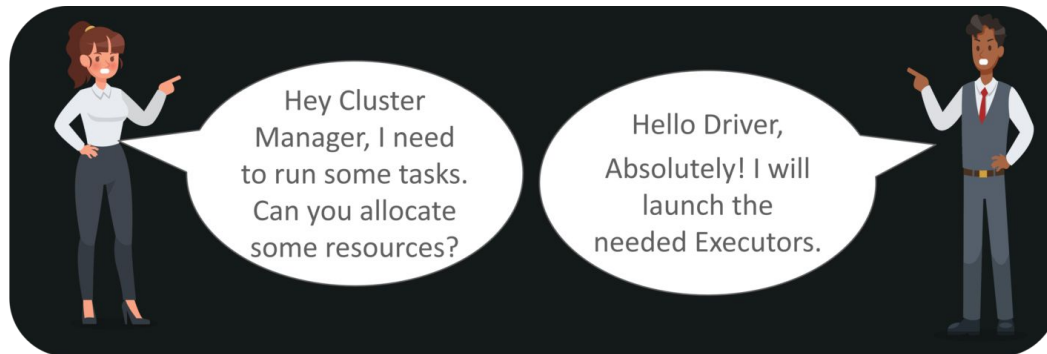 Hey Cluster
Manager, I need
to run some tasks.
Can you allocate
some resources?
Hello Driver,
Absolutely! I will
launch the
needed Executors.